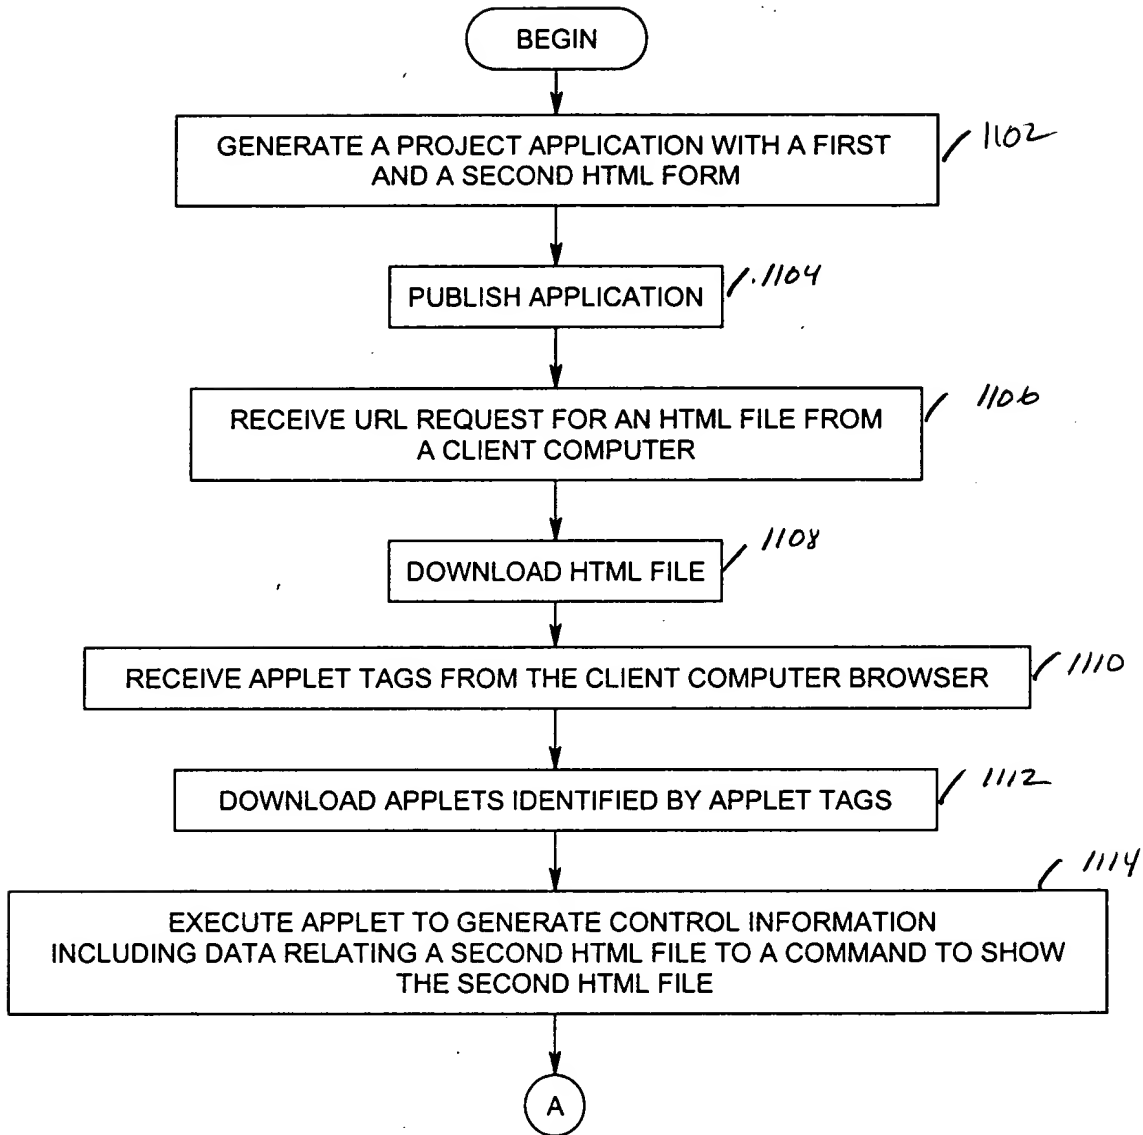 BEGIN
GENERATE A PROJECT APPLICATION WITH A FIRST
AND A SECOND HTML FORM
1102
PUBLISH APPLICATION
1104
RECEIVE URL REQUEST FOR AN HTML FILE FROM
A CLIENT COMPUTER
1106
DOWNLOAD HTML FILE
1108
RECEIVE APPLET TAGS FROM THE CLIENT COMPUTER BROWSER
1110
DOWNLOAD APPLETS IDENTIFIED BY APPLET TAGS
1112
1114
EXECUTE APPLET TO GENERATE CONTROL INFORMATION
INCLUDING DATA RELATING A SECOND HTML FILE TO A COMMAND TO SHOW
THE SECOND HTML FILE
A